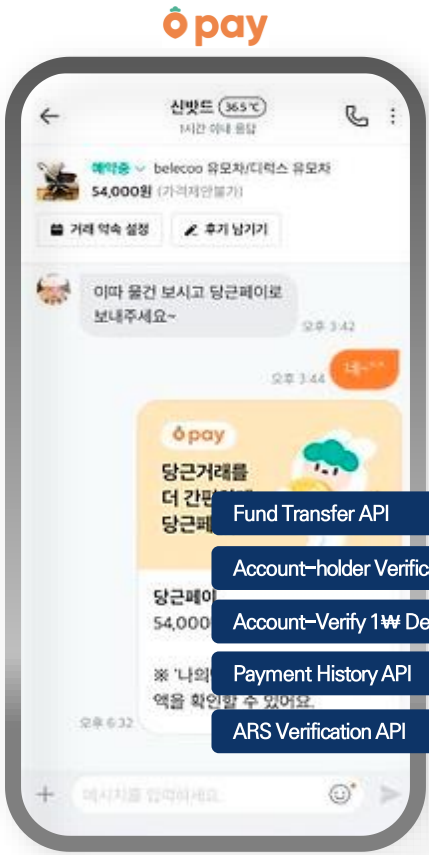 pay
신밧드 36.5℃
1시간 이내 응답
예약중 belecoo 유모차/디럭스 유모차
54,000원 (가격제안불가)
거래 약속 설정 후기 남기기
이따 물건 보시고 당근페이로
보내주세요~
오후 3:42
네~^^
오후 3:44
pay
당근거래를
더 간편
당근페
Fund Transfer API
Account-holder Verific
당근페이
54,000
Account-Verify 1₩ De
※ '나의
Payment History API
액을 확인할 수 있어요.
오후 6:32
ARS Verification API
메시지를 입력하세요.